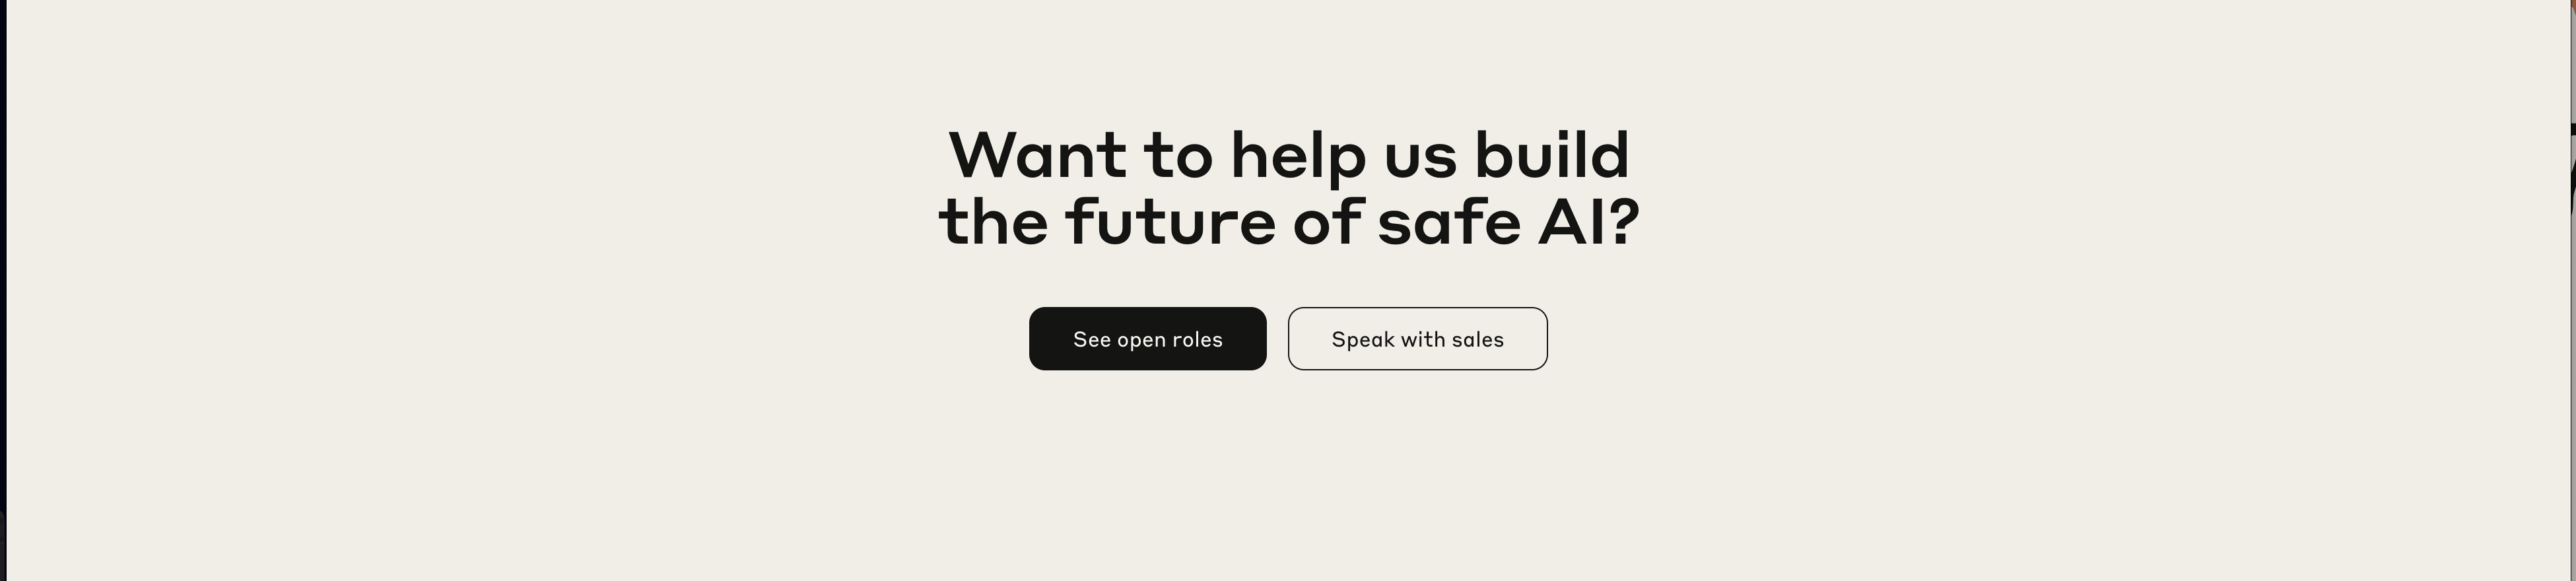 Want to help us build
the future of safe AI?
See open roles
Speak with sales